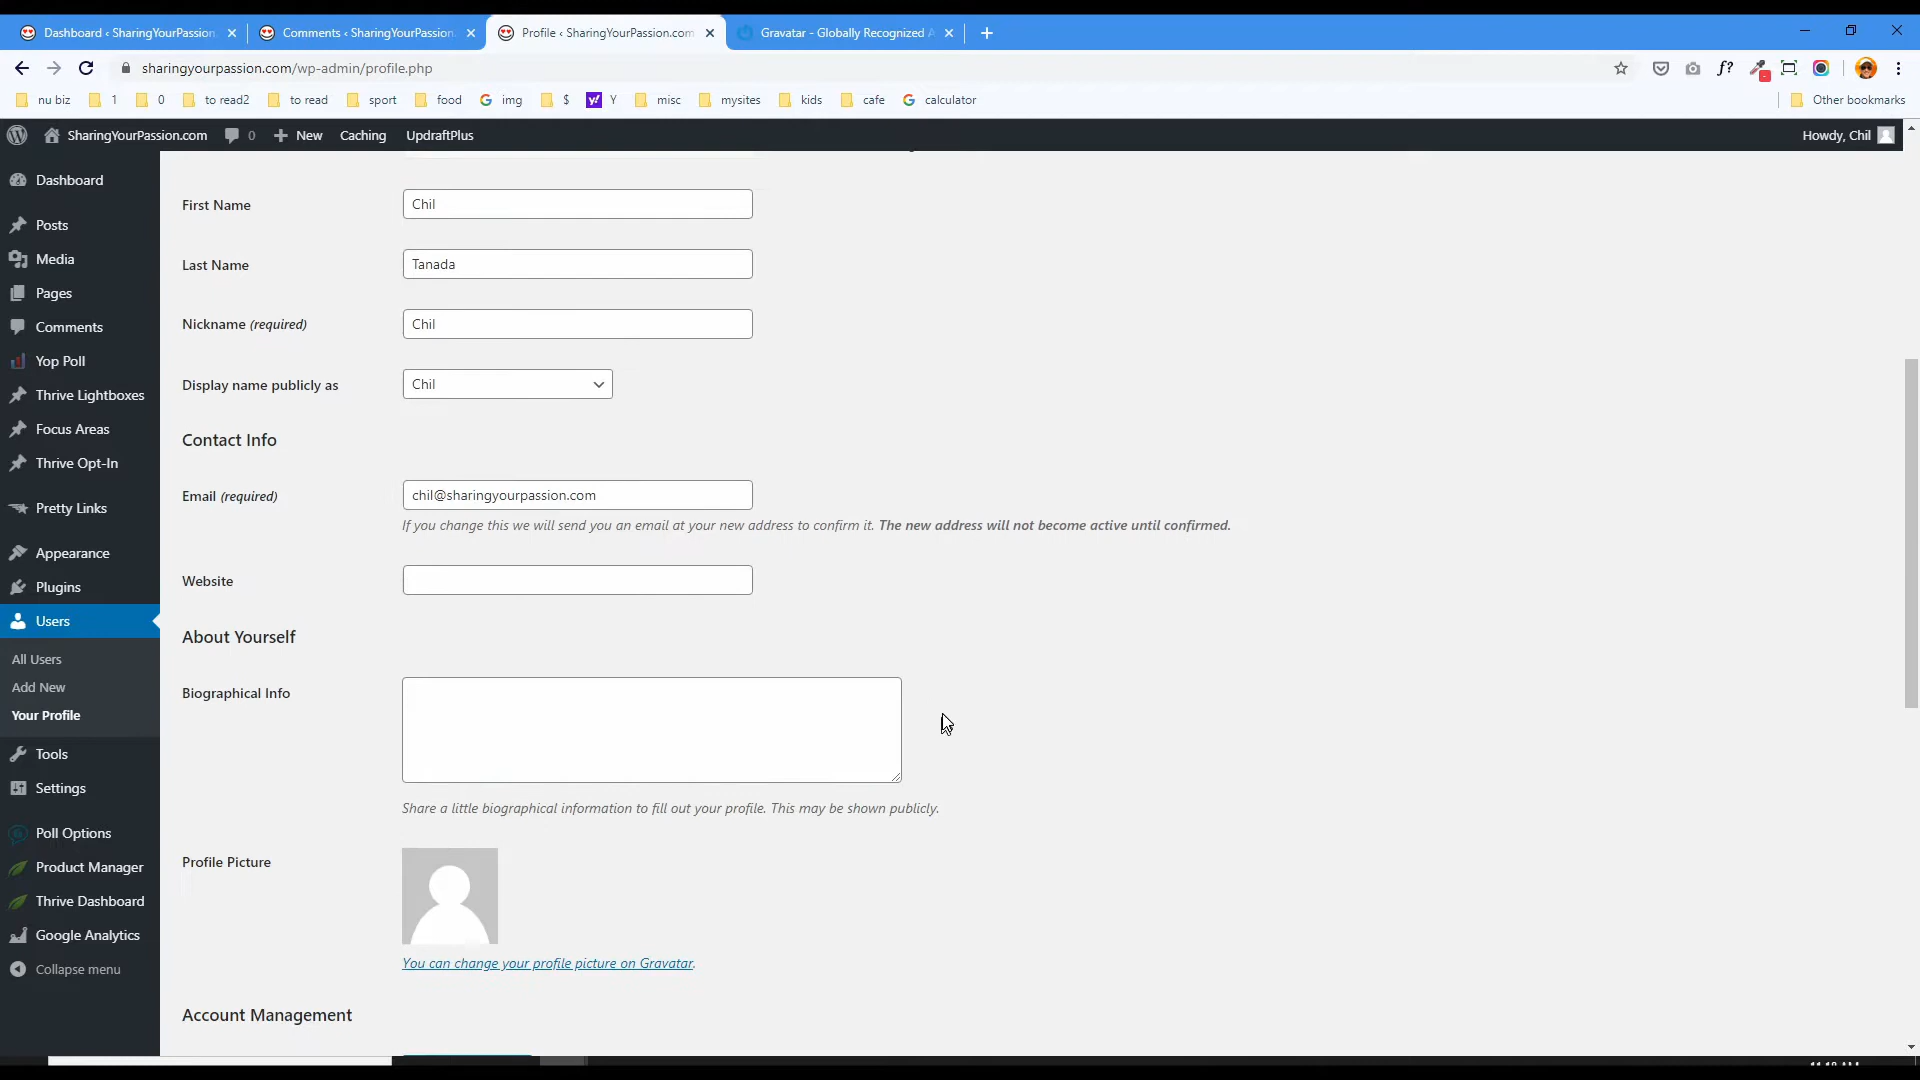 Dashboard ‹ SharingYourPassion.
Comments ‹ SharingYourPassion.
Profile ‹ SharingYourPassion.com
Gravatar - Globally Recognized A
sharingyourpassion.com/wp-admin/profile.php
f?
nu biz
1
0
to read2
to read
sport
food
G img
$
y! Y
misc
mysites
kids
cafe
G calculator
Other bookmarks
SharingYourPassion.com
0
New
Caching
UpdraftPlus
Howdy, Chil
Dashboard
Posts
Media
Pages
Comments
Yop Poll
Thrive Lightboxes
Focus Areas
Thrive Opt-In
Pretty Links
Appearance
Plugins
Users
All Users
Add New
Your Profile
Tools
Settings
Poll Options
Product Manager
Thrive Dashboard
Google Analytics
Collapse menu
First Name
Chil
Last Name
Tanada
Nickname (required)
Chil
Display name publicly as
Chil
Contact Info
Email (required)
chil@sharingyourpassion.com
If you change this we will send you an email at your new address to confirm it. The new address will not become active until confirmed.
Website
About Yourself
Biographical Info
Share a little biographical information to fill out your profile. This may be shown publicly.
Profile Picture
You can change your profile picture on Gravatar.
Account Management